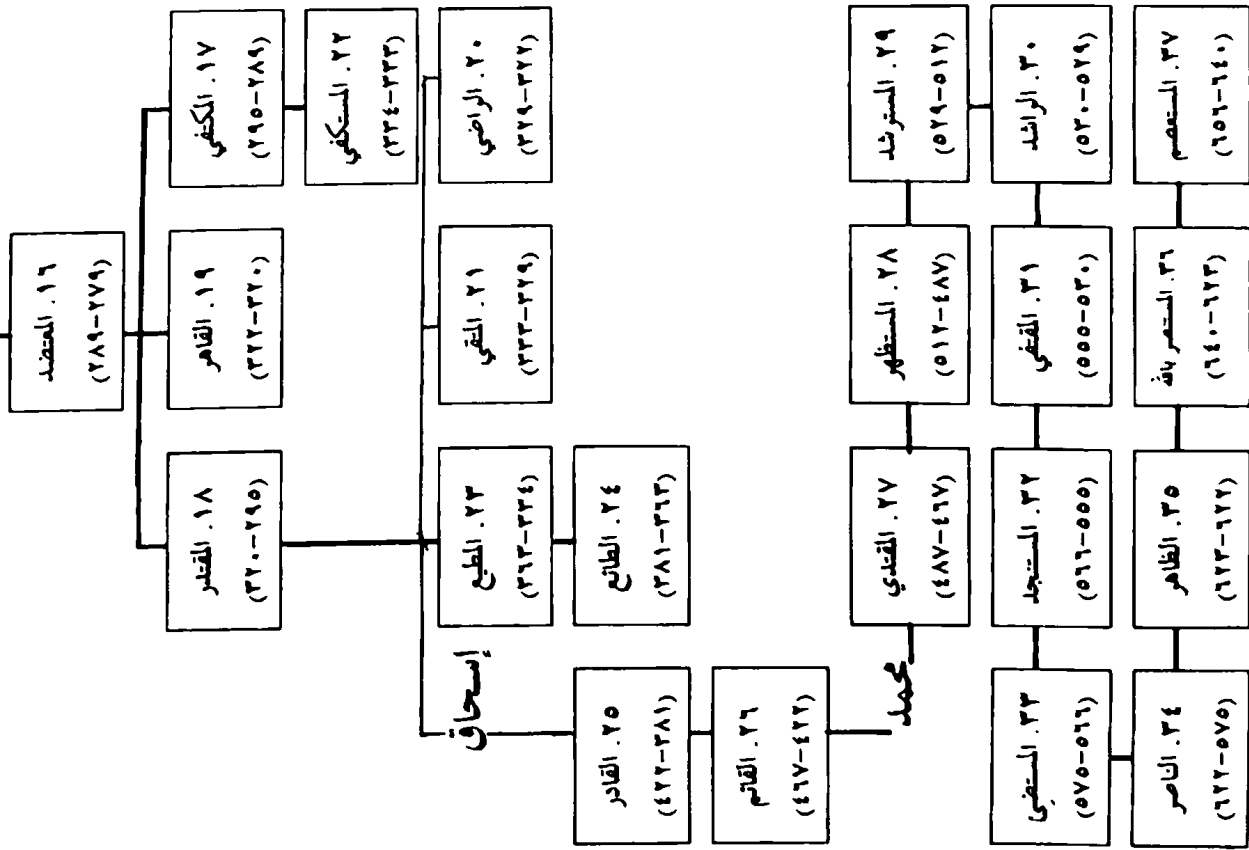 ١٦. المعتضد
(٢٧٩-٢٨٩)
١٧. المكتفي
(٢٨٩-٢٩٥)
١٩. القاهر
(٣٢٠-٣٢٢)
١٨. المقتدر
(٢٩٥-٣٢٠)
٢٢. المستكفي
(٣٣٣-٣٣٤)
٢٠. الراضي
(٣٢٢-٣٢٩)
٢١. المتقي
(٣٢٩-٣٣٣)
٢٣. المطيع
(٣٣٤-٣٦٣)
إسحاق
٢٤. الطائع
(٣٦٣-٣٨١)
٢٥. القادر
(٣٨١-٤٢٢)
٢٦. القائم
(٤٢٢-٤٦٧)
محمد
٢٧. المقتدي
(٤٦٧-٤٨٧)
٢٨. المستظهر
(٤٨٧-٥١٢)
٢٩. المسترشد
(٥١٢-٥٢٩)
٣٠. الراشد
(٥٢٩-٥٣٠)
٣١. المقتفي
(٥٣٠-٥٥٥)
٣٢. المستنجد
(٥٥٥-٥٦٦)
٣٣. المستضيئ
(٥٦٦-٥٧٥)
٣٤. الناصر
(٥٧٥-٦٢٢)
٣٥. الظاهر
(٦٢٢-٦٢٣)
٣٦. المستنصر بالله
(٦٢٣-٦٤٠)
٣٧. المستعصم
(٦٤٠-٦٥٦)